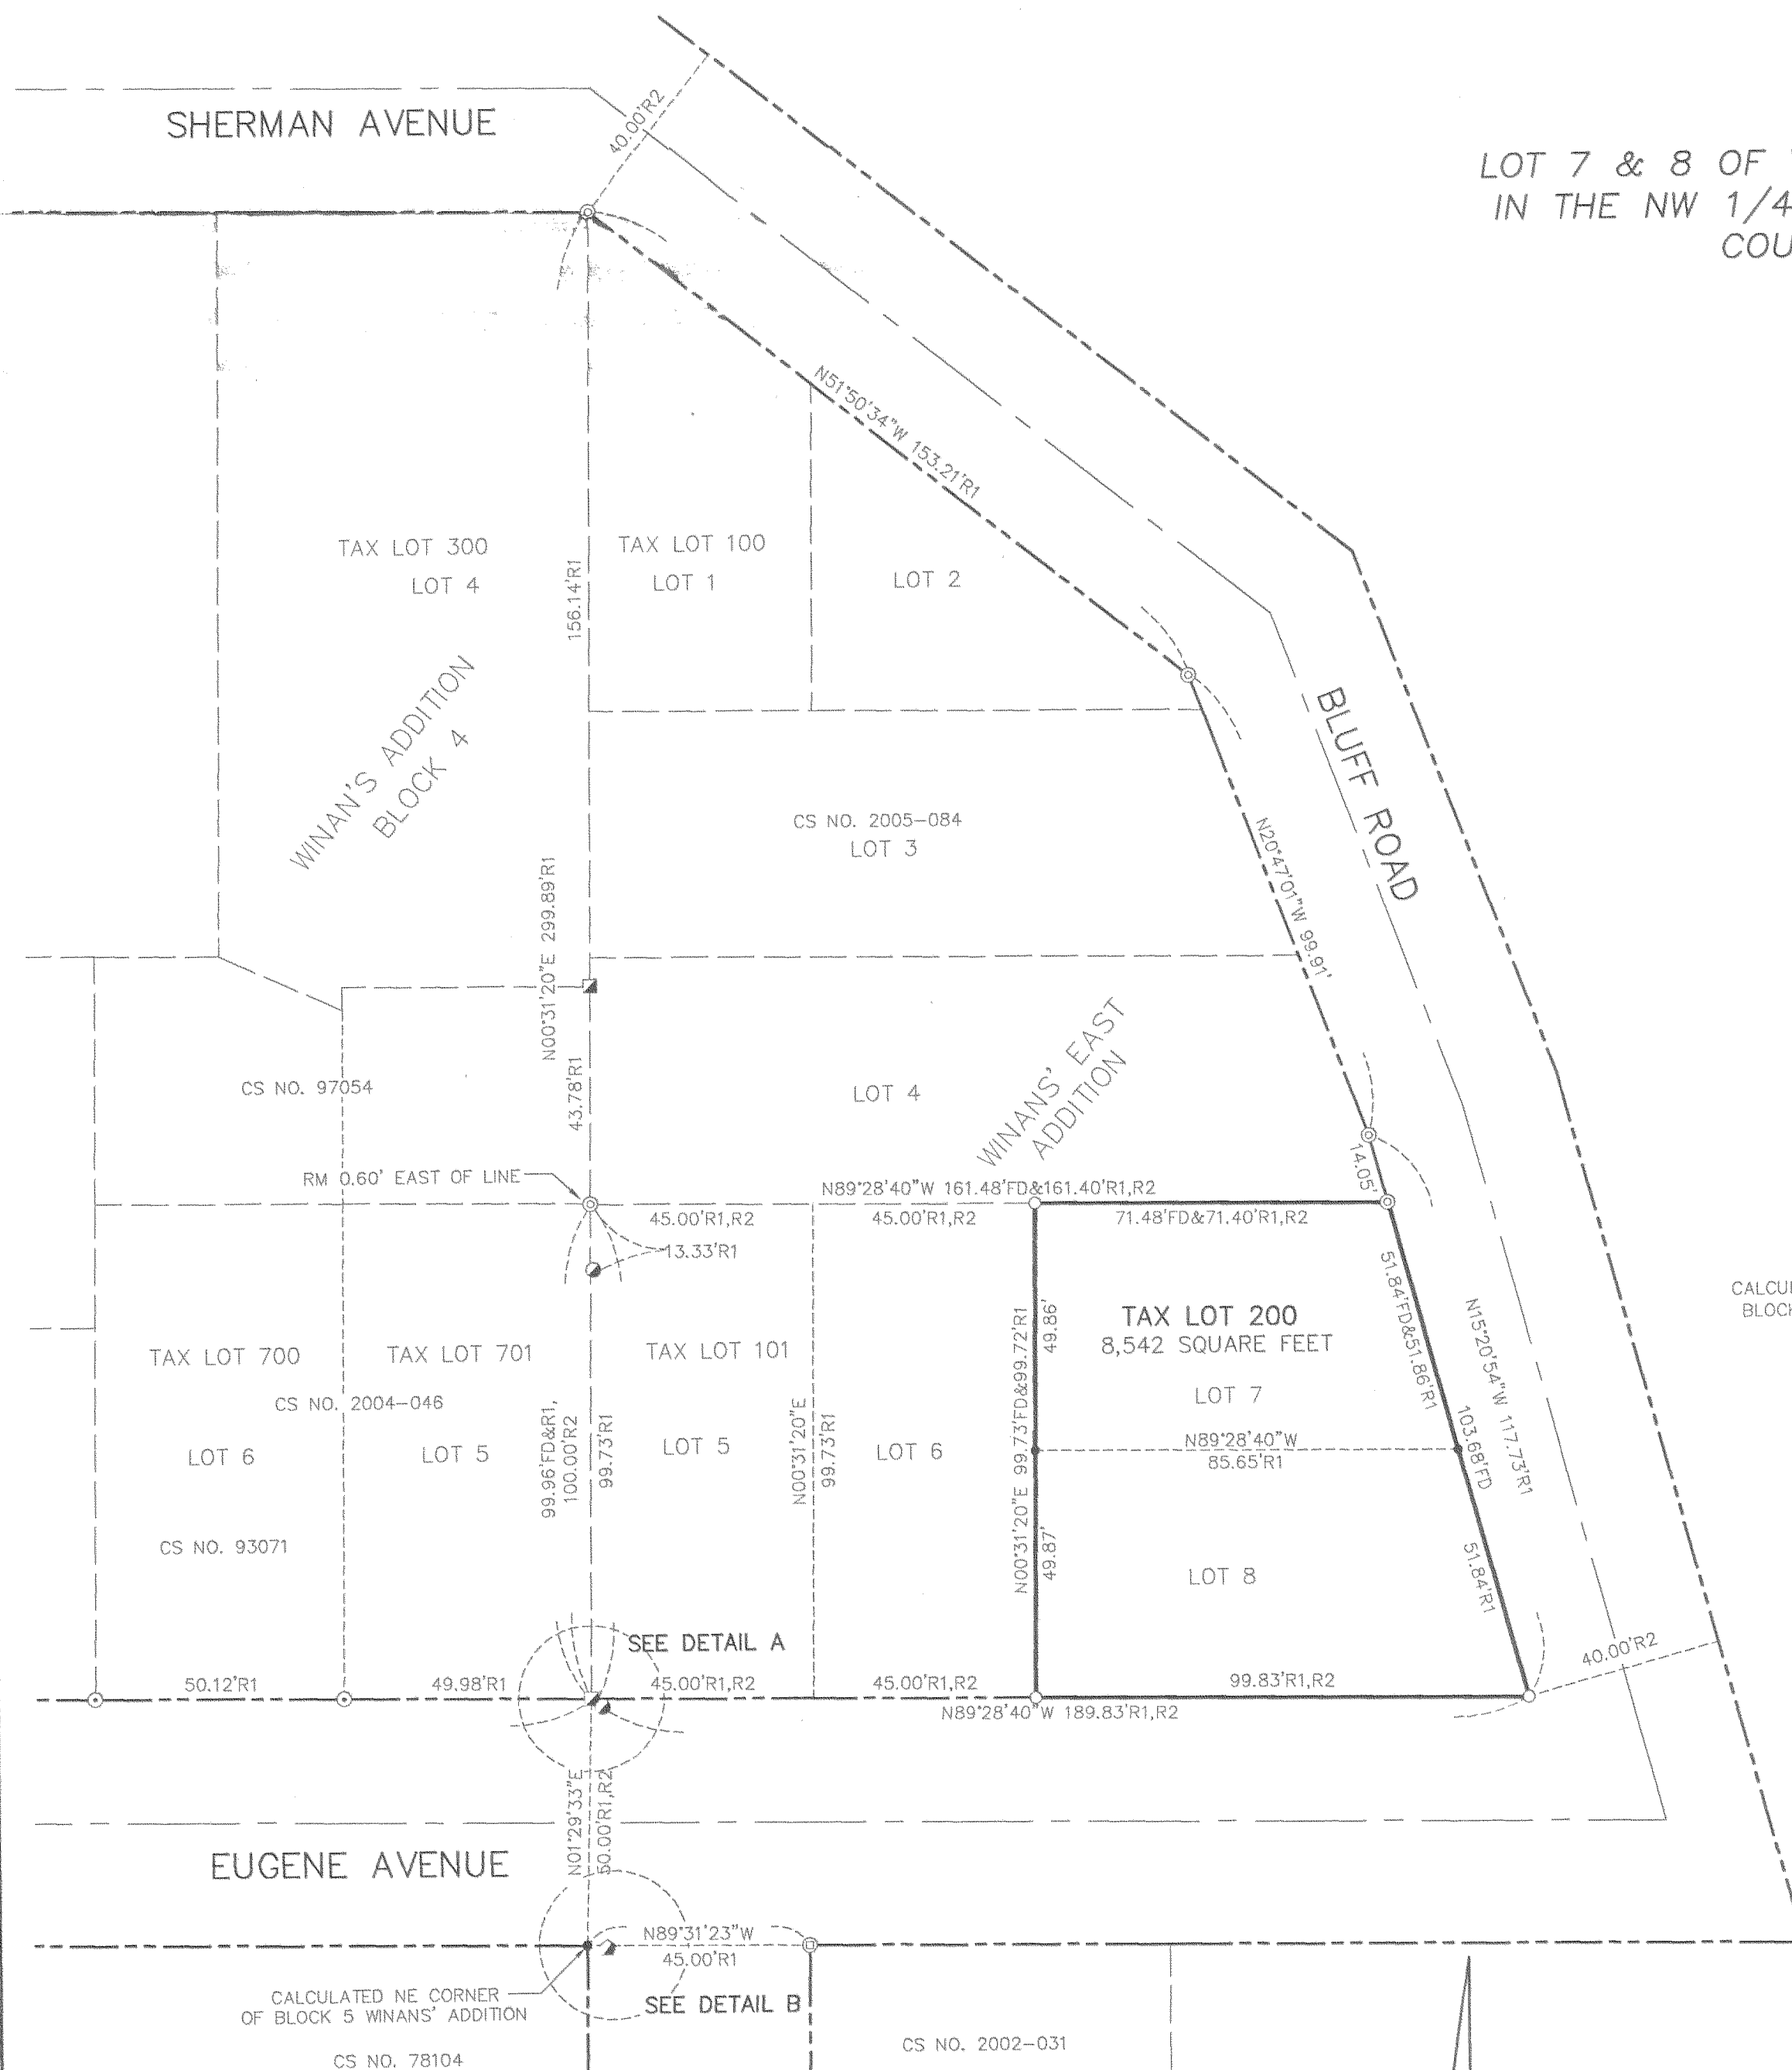 SHERMAN AVENUE
40.00'R2
LOT 7 & 8 OF
IN THE NW 1/4
COU
N51°50'34"W 153.21'R1
TAX LOT 300
LOT 4
156.14'R1
TAX LOT 100
LOT 1
LOT 2
WINAN'S ADDITION
BLOCK 4
BLUFF ROAD
CS NO. 2005-084
LOT 3
N20°47'01"W 99.91'
N00°31'20"E 299.89'R1
43.78'R1
CS NO. 97054
LOT 4
WINANS' EAST
ADDITION
14.05'
RM 0.60' EAST OF LINE
N89°28'40"W 161.48'FD&161.40'R1,R2
45.00'R1,R2
45.00'R1,R2
71.48'FD&71.40'R1,R2
13.33'R1
51.84'FD&51.86'R1
N15°20'54"W 117.73'R1
CALCU
BLOCK
TAX LOT 200
8,542 SQUARE FEET
LOT 7
49.86'
N00°31'20"E 99.73'FD&99.72'R1
TAX LOT 700
TAX LOT 701
TAX LOT 101
CS NO. 2004-046
LOT 6
LOT 5
99.96'FD&R1,
100.00'R2
99.73'R1
LOT 5
N00°31'20"E
99.73'R1
LOT 6
N89°28'40"W
85.65'R1
103.68'FD
CS NO. 93071
49.87'
LOT 8
51.84'R1
SEE DETAIL A
40.00'R2
50.12'R1
49.98'R1
45.00'R1,R2
45.00'R1,R2
99.83'R1,R2
N89°28'40"W 189.83'R1,R2
N01°29'33"E
50.00'R1,R2
EUGENE AVENUE
N89°31'23"W
45.00'R1
CALCULATED NE CORNER
OF BLOCK 5 WINANS' ADDITION
SEE DETAIL B
CS NO. 2002-031
CS NO. 78104